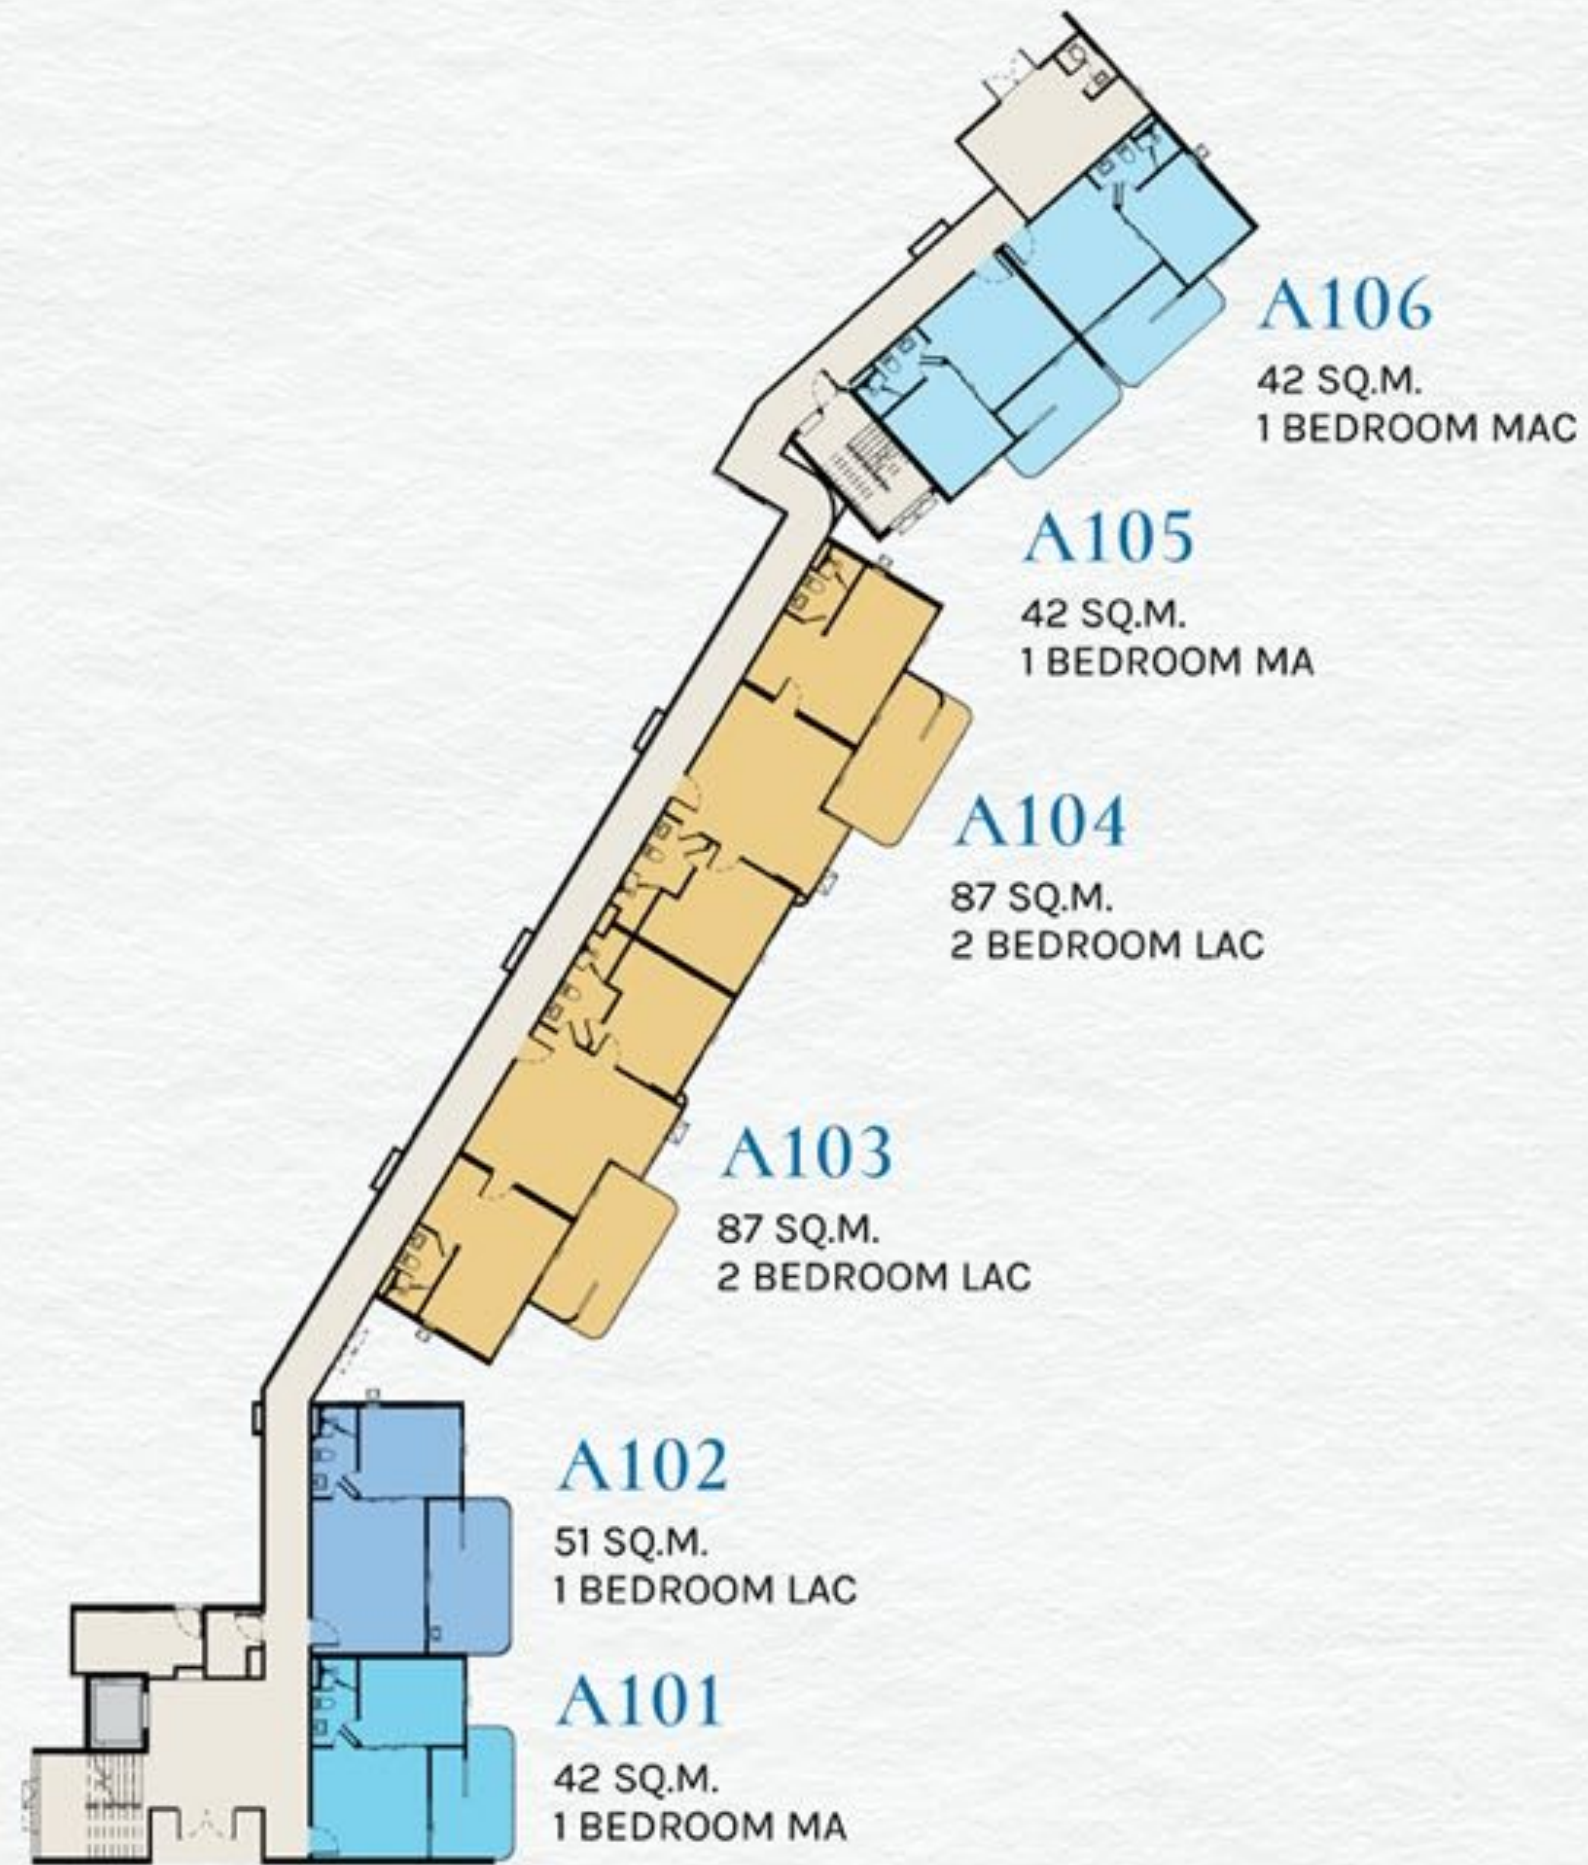 A106
42 SQ.M.
1 BEDROOM MAC
A105
42 SQ.M.
1 BEDROOM MA
A104
87 SQ.M.
2 BEDROOM LAC
A103
87 SQ.M.
2 BEDROOM LAC
A102
51 SQ.M.
1 BEDROOM LAC
A101
42 SQ.M.
1 BEDROOM MA